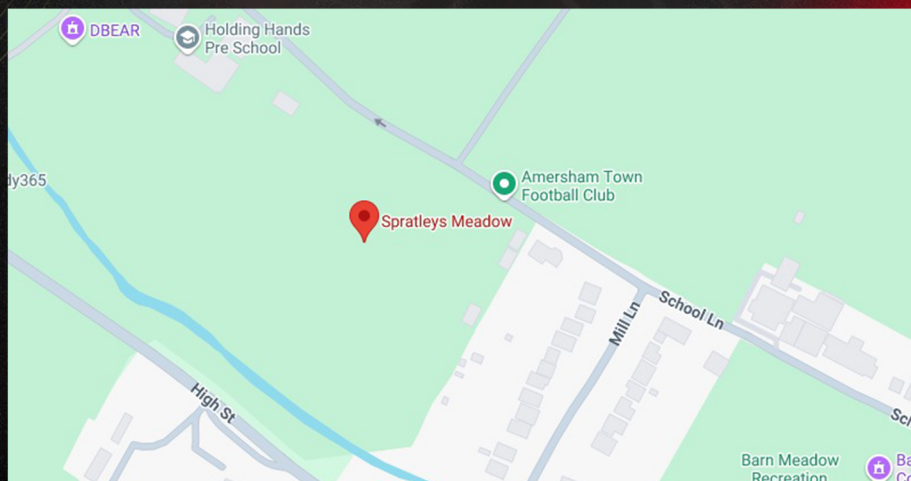 DBEAR
Holding Hands
Pre School
dy365
Amersham Town
Football Club
Spratleys Meadow
School Ln
Mill Ln
High St
Barn Meadow
Recreation